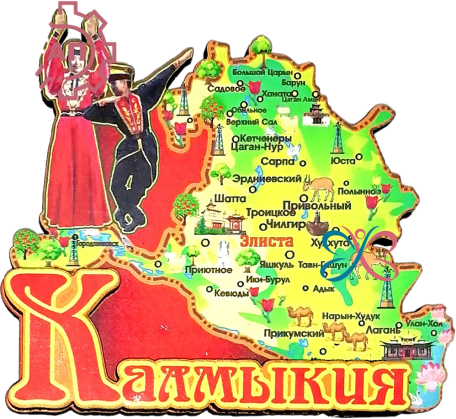 Большой Царын
Барун
Садовое
Ханата
Цаган Аман
Обильное
Верхний Сал
Кетченеры
Цаган-Нур
Сарпа
Юста
Эрдниевский
Полынное
Шатта
Привольный
Троицкое
Чилгир
Элиста
Хулхута
Городовиковск
Приютное
Яшкуль
Тавн-Гашун
Ики-Бурул
Адык
Кевюды
Нарын-Худук
Прикумский
Лагань
Улан-Хол
Калмыкия